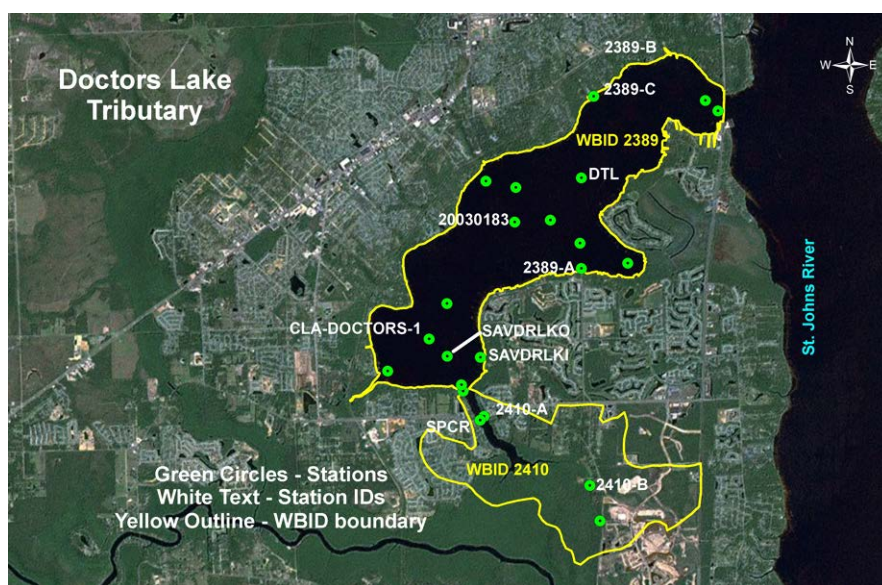 Doctors Lake
Tributary
2389-B
N
W
E
S
2389-C
WBID 2389
DTL
20030183
2389-A
St. Johns River
CLA-DOCTORS-1
SAVDRLKO
SAVDRLKI
2410-A
SPCR
WBID 2410
2410-B
Green Circles - Stations
White Text - Station IDs
Yellow Outline - WBID boundary